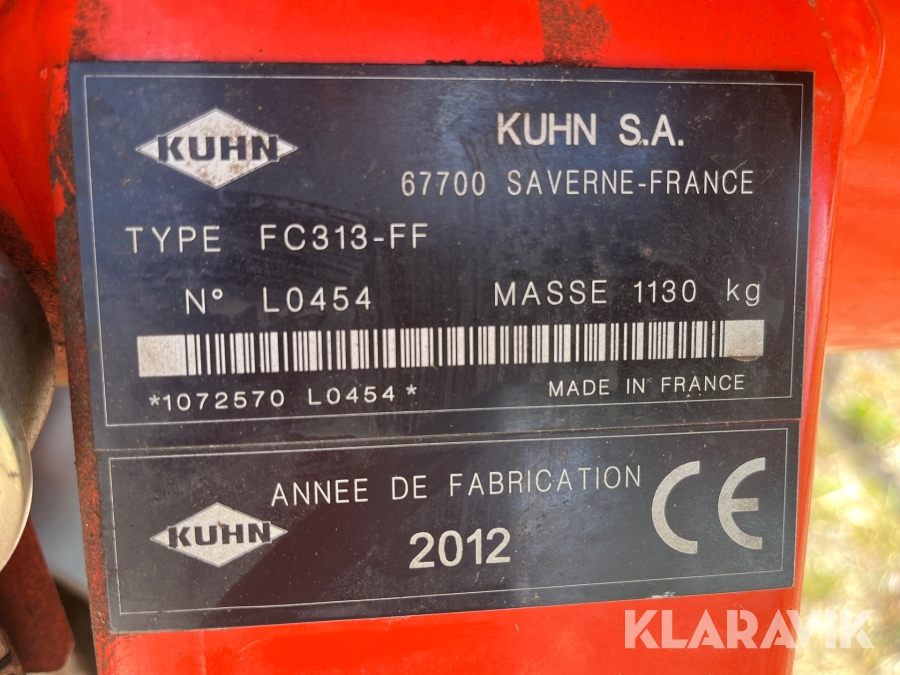 KUHN
KUHN S.A.
67700 SAVERNE-FRANCE
TYPE FC313-FF
N° L0454 MASSE 1130 kg
*1072570 L0454*
MADE IN FRANCE
ANNEE DE FABRICATION
CE
KUHN
2012
KLARAVIK